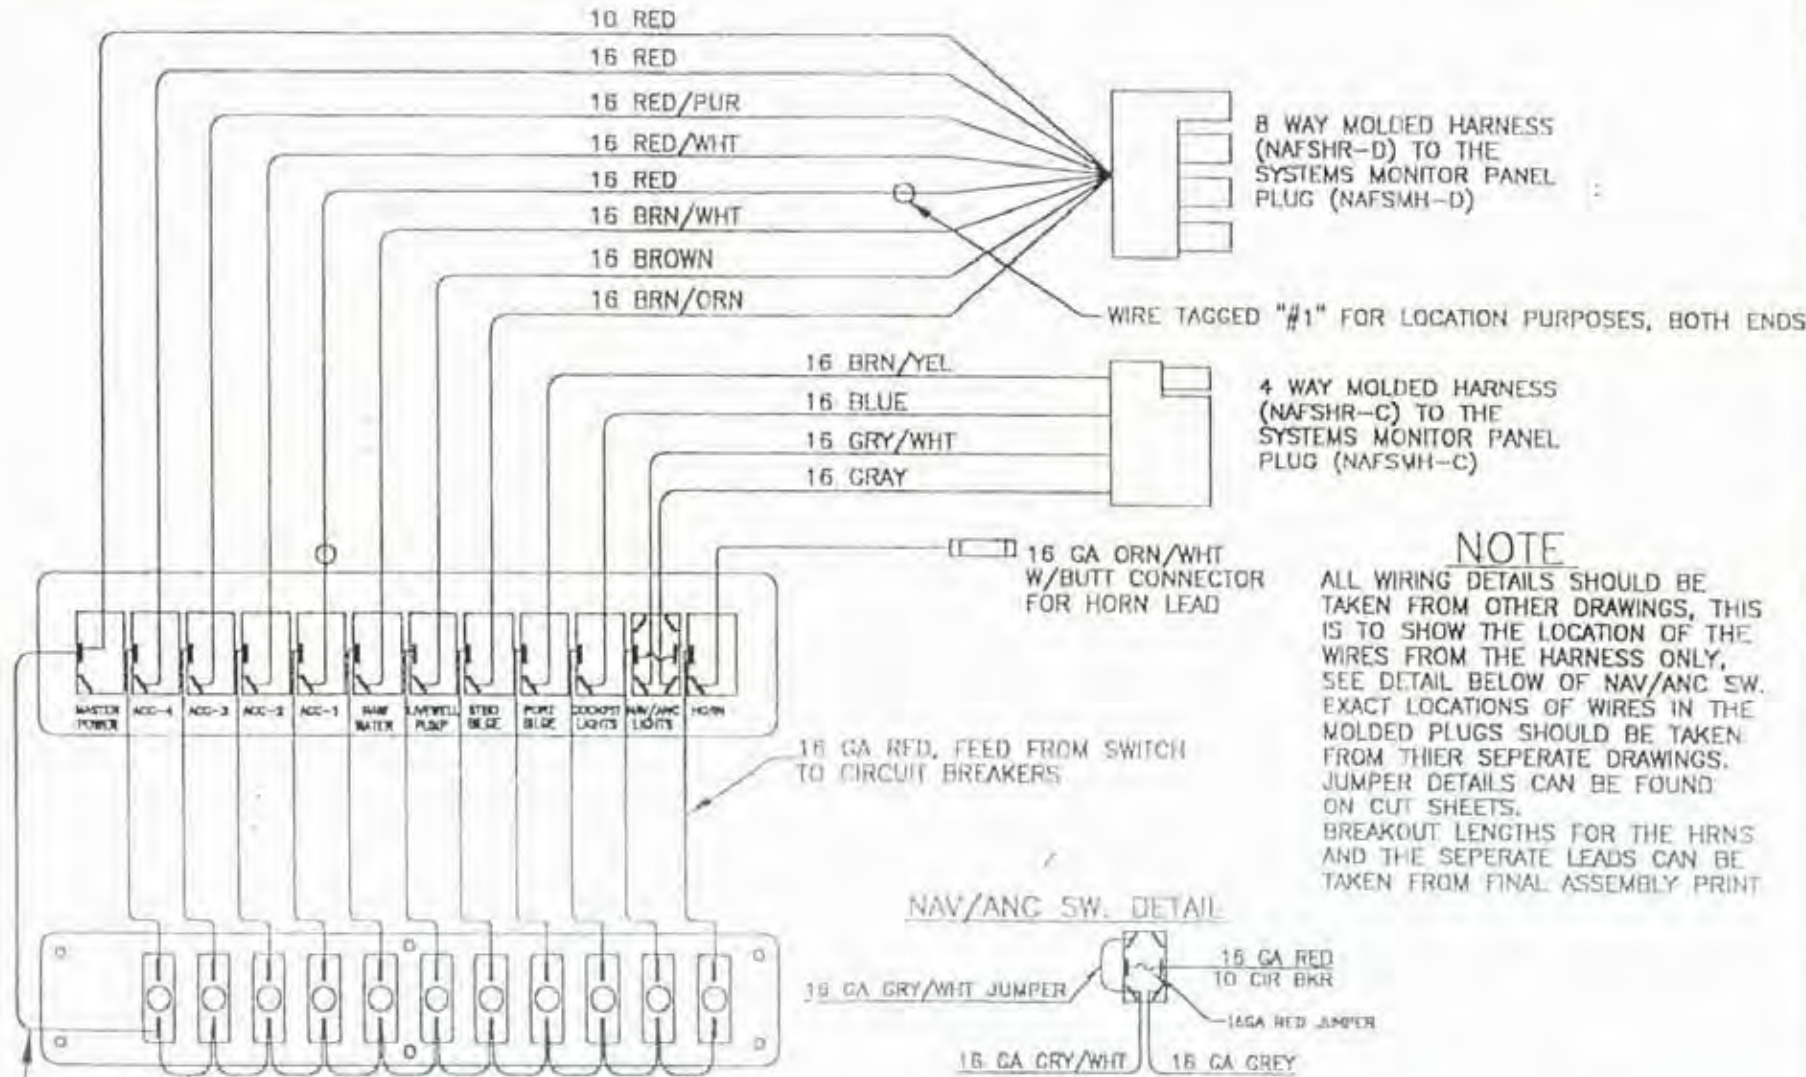 10 RED
16 RED
16 RED/PUR
16 RED/WHT
16 RED
16 BRN/WHT
16 BROWN
16 BRN/ORN
8 WAY MOLDED HARNESS
(NAFSHR-D) TO THE
SYSTEMS MONITOR PANEL
PLUG (NAFSMH-D)
WIRE TAGGED "#1" FOR LOCATION PURPOSES, BOTH ENDS
16 BRN/YEL
16 BLUE
16 GRY/WHT
16 GRAY
4 WAY MOLDED HARNESS
(NAFSHR-C) TO THE
SYSTEMS MONITOR PANEL
PLUG (NAFSMH-C)
16 GA ORN/WHT
W/BUTT CONNECTOR
FOR HORN LEAD
NOTE
ALL WIRING DETAILS SHOULD BE
TAKEN FROM OTHER DRAWINGS, THIS
IS TO SHOW THE LOCATION OF THE
WIRES FROM THE HARNESS ONLY.
SEE DETAIL BELOW OF NAV/ANC SW.
EXACT LOCATIONS OF WIRES IN THE
MOLDED PLUGS SHOULD BE TAKEN
FROM THIER SEPERATE DRAWINGS.
JUMPER DETAILS CAN BE FOUND
ON CUT SHEETS.
BREAKOUT LENGTHS FOR THE HRNS
AND THE SEPERATE LEADS CAN BE
TAKEN FROM FINAL ASSEMBLY PRINT
MASTER POWER
ACC-4
ACC-3
ACC-2
ACC-1
RAW WATER
LIVEWELL PUMP
STBD BILGE
PORT BILGE
COCKPIT LIGHTS
NAV/ANC LIGHTS
HORN
16 GA RED, FEED FROM SWITCH
TO CIRCUIT BREAKERS
NAV/ANC SW. DETAIL
16 GA GRY/WHT JUMPER
16 GA RED
TO CIR BKR
16GA RED JUMPER
16 GA GRY/WHT
16 GA GREY